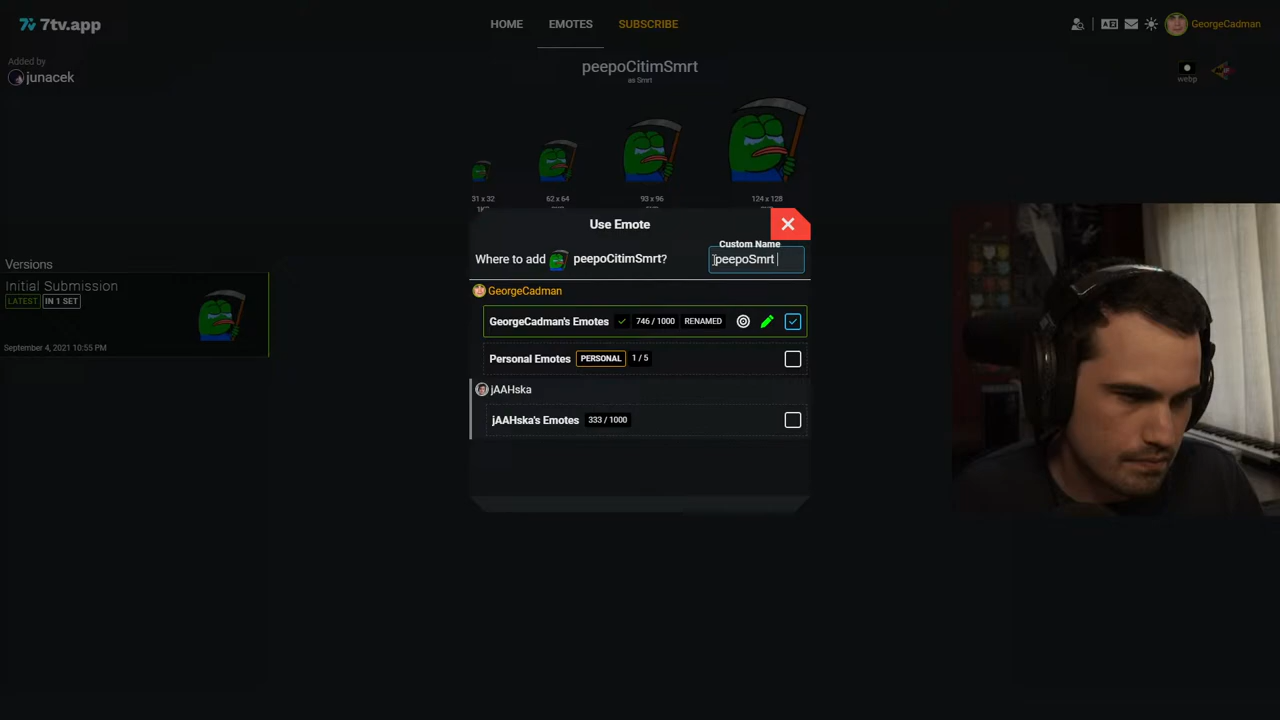 7tv.app
HOME
EMOTES
SUBSCRIBE
GeorgeCadman
Added by
junacek
peepoCitimSmrt
as Smrt
webp
31 x 32
62 x 64
93 x 96
124 x 128
Use Emote
Custom Name
Where to add peepoCitimSmrt?
peepoSmrt
GeorgeCadman
GeorgeCadman's Emotes 746 / 1000 RENAMED
Personal Emotes PERSONAL 1 / 5
jAAHska
jAAHska's Emotes 333 / 1000
Versions
Initial Submission
LATEST IN 1 SET
September 4, 2021 10:55 PM